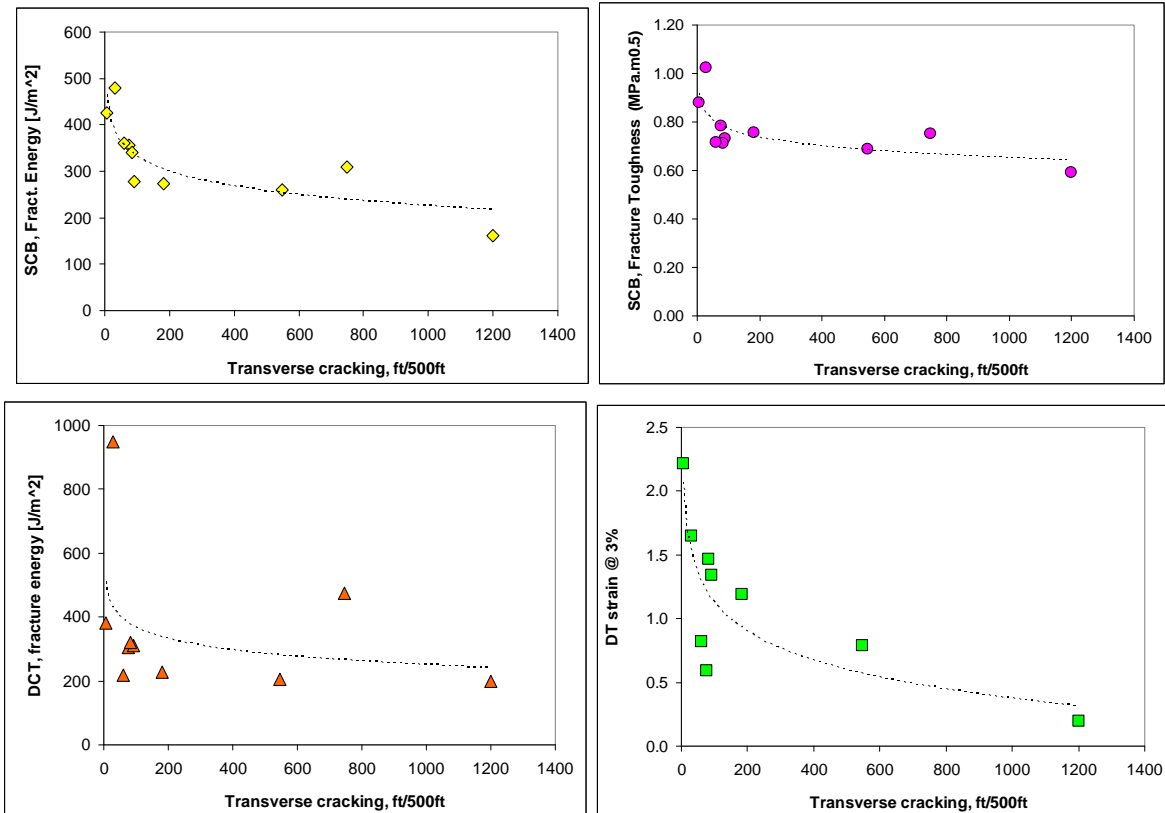 SCB, Fract. Energy [J/m^2]
600
500
400
300
200
100
0
0 200 400 600 800 1000 1200 1400
Transverse cracking, ft/500ft
SCB, Fracture Toughness (MPa.m0.5)
1.20
1.00
0.80
0.60
0.40
0.20
0.00
0 200 400 600 800 1000 1200 1400
Transverse cracking, ft/500ft
DCT, fracture energy [J/m^2]
1000
800
600
400
200
0
0 200 400 600 800 1000 1200 1400
Transverse cracking, ft/500ft
DT strain @ 3%
2.5
2.0
1.5
1.0
0.5
0.0
0 200 400 600 800 1000 1200 1400
Transverse cracking, ft/500ft